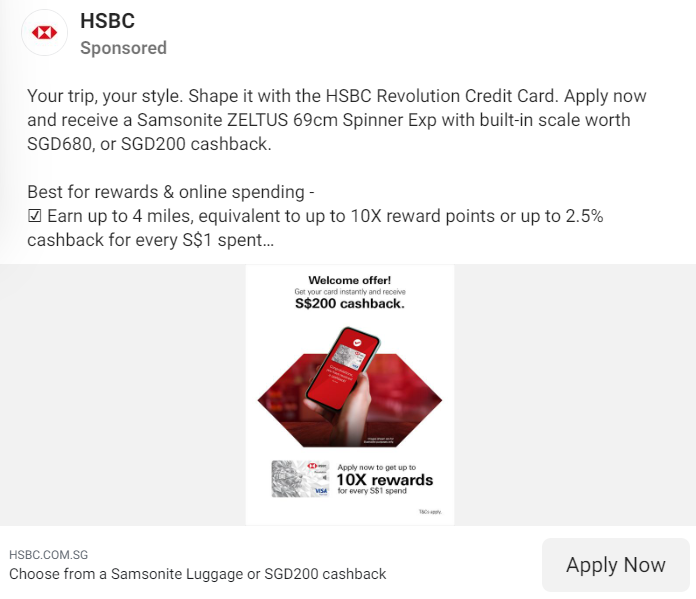 HSBC
Sponsored
Your trip, your style. Shape it with the HSBC Revolution Credit Card. Apply now
and receive a Samsonite ZELTUS 69cm Spinner Exp with built-in scale worth
SGD680, or SGD200 cashback.
Best for rewards & online spending -
☑ Earn up to 4 miles, equivalent to up to 10X reward points or up to 2.5%
cashback for every S$1 spent...
Welcome offer!
Get your card instantly and receive
S$200 cashback.
HSBC
VISA
Apply now to get up to
10X rewards
for every S$1 spend
T&Cs apply.
HSBC.COM.SG
Choose from a Samsonite Luggage or SGD200 cashback
Apply Now